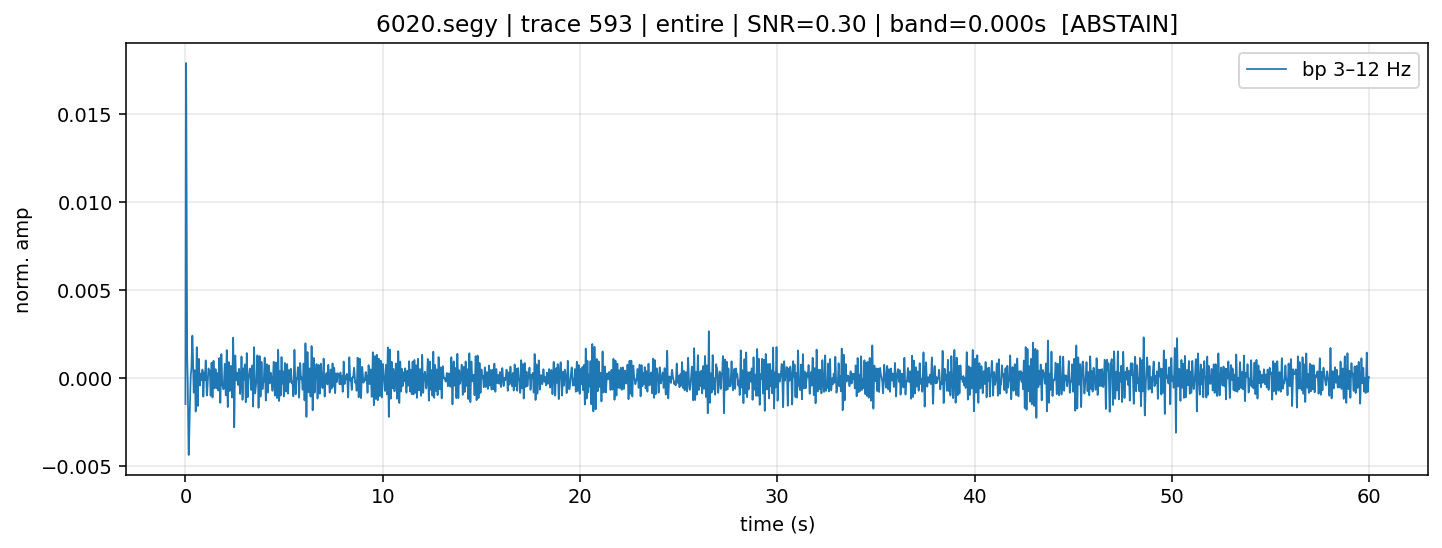 6020.segy | trace 593 | entire | SNR=0.30 | band=0.000s  [ABSTAIN]
bp 3–12 Hz
norm. amp
0.015
0.010
0.005
0.000
−0.005
0 10 20 30 40 50 60
time (s)